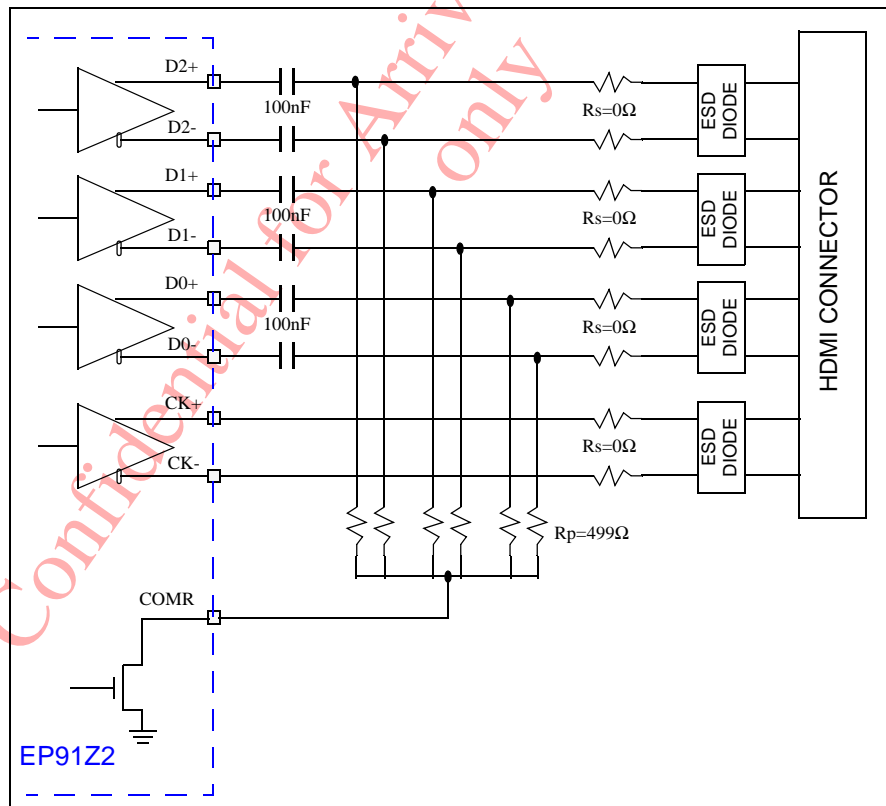 D2+
100nF
D2-
Rs=0Ω
ESD
DIODE
D1+
100nF
D1-
Rs=0Ω
ESD
DIODE
D0+
100nF
D0-
Rs=0Ω
ESD
DIODE
CK+
CK-
Rs=0Ω
ESD
DIODE
HDMI CONNECTOR
Rp=499Ω
COMR
EP91Z2
Confidential for Arriv
only